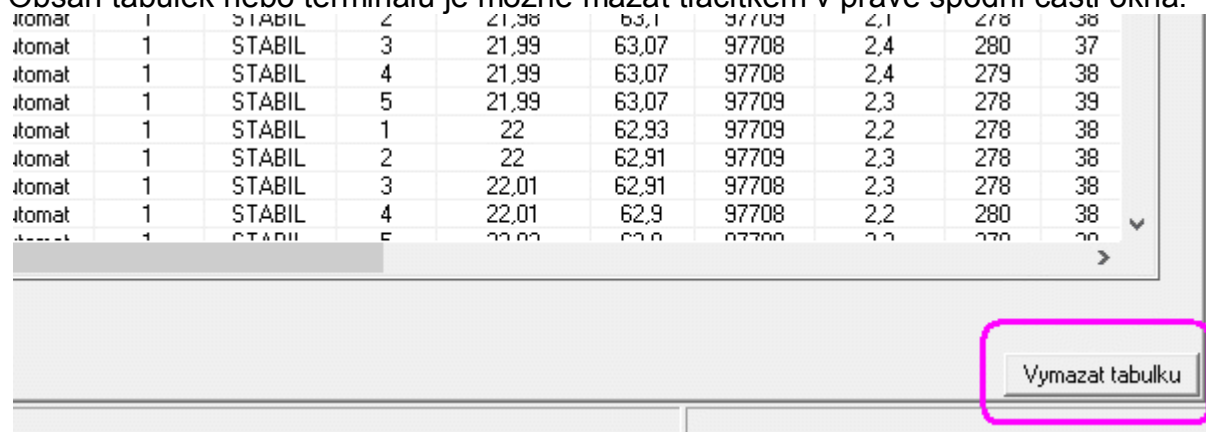 Obsah tabulek nebo terminálu je možné mazat tlačítkem v pravé spodní části okna.
utomat 1 STABIL 2 21,98 63,1 97709 2,1 278 38
utomat 1 STABIL 3 21,99 63,07 97708 2,4 280 37
utomat 1 STABIL 4 21,99 63,07 97708 2,4 279 38
utomat 1 STABIL 5 21,99 63,07 97709 2,3 278 39
utomat 1 STABIL 1 22 62,93 97709 2,2 278 38
utomat 1 STABIL 2 22 62,91 97709 2,3 278 38
utomat 1 STABIL 3 22,01 62,91 97708 2,3 278 38
utomat 1 STABIL 4 22,01 62,9 97708 2,2 280 38
1 STABIL 5
Vymazat tabulku